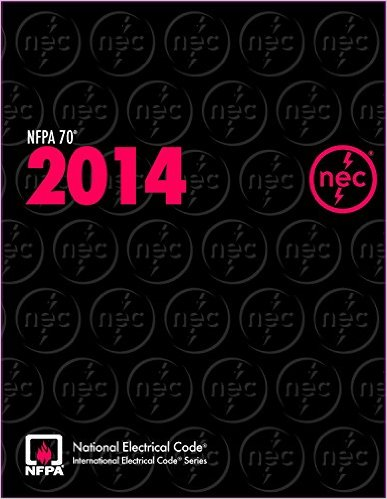 NFPA 70®
2014
nec®
NFPA
National Electrical Code®
International Electrical Code® Series